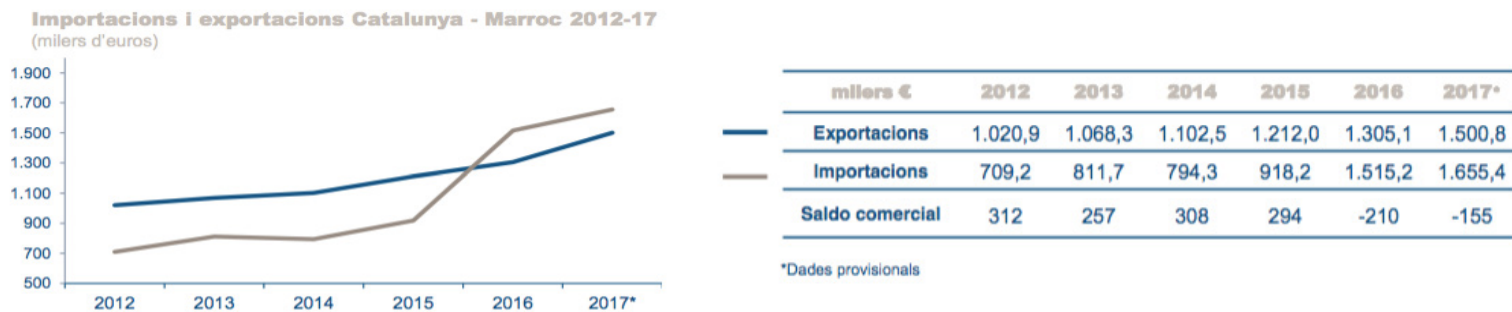 Importacions i exportacions Catalunya - Marroc 2012-17
(milers d'euros)
1.900
1.700
1.500
1.300
1.100
900
700
500
2012 2013 2014 2015 2016 2017*
milers € 2012 2013 2014 2015 2016 2017*
Exportacions 1.020,9 1.068,3 1.102,5 1.212,0 1.305,1 1.500,8
Importacions 709,2 811,7 794,3 918,2 1.515,2 1.655,4
Saldo comercial 312 257 308 294 -210 -155
*Dades provisionals